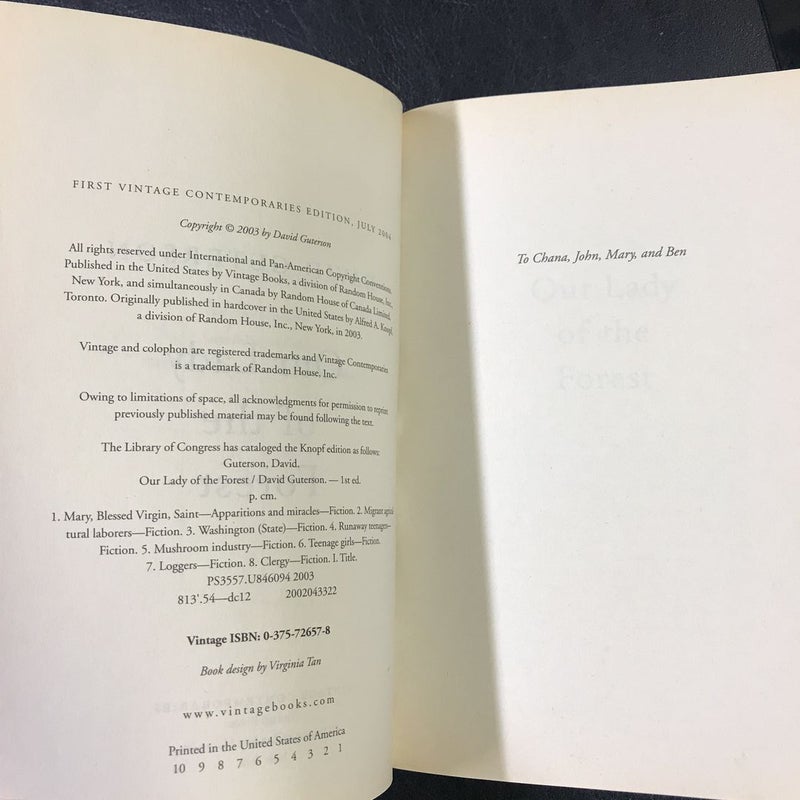 FIRST VINTAGE CONTEMPORARIES EDITION, JULY 2004
Copyright © 2003 by David Guterson
All rights reserved under International and Pan-American Copyright Conventions.
Published in the United States by Vintage Books, a division of Random House, Inc.,
New York, and simultaneously in Canada by Random House of Canada Limited,
Toronto. Originally published in hardcover in the United States by Alfred A. Knopf,
a division of Random House, Inc., New York, in 2003.
Vintage and colophon are registered trademarks and Vintage Contemporaries
is a trademark of Random House, Inc.
Owing to limitations of space, all acknowledgments for permission to reprint
previously published material may be found following the text.
The Library of Congress has cataloged the Knopf edition as follows:
Guterson, David.
Our Lady of the Forest / David Guterson. — 1st ed.
p. cm.
1. Mary, Blessed Virgin, Saint—Apparitions and miracles—Fiction. 2. Migrant agricul
tural laborers—Fiction. 3. Washington (State)—Fiction. 4. Runaway teenagers—
Fiction. 5. Mushroom industry—Fiction. 6. Teenage girls—Fiction.
7. Loggers—Fiction. 8. Clergy—Fiction. I. Title.
PS3557.U846094 2003
813'.54—dc12 2002043322
Vintage ISBN: 0-375-72657-8
Book design by Virginia Tan
www.vintagebooks.com
Printed in the United States of America
10 9 8 7 6 5 4 3 2 1
To Chana, John, Mary, and Ben
Our Lady
of the
Forest